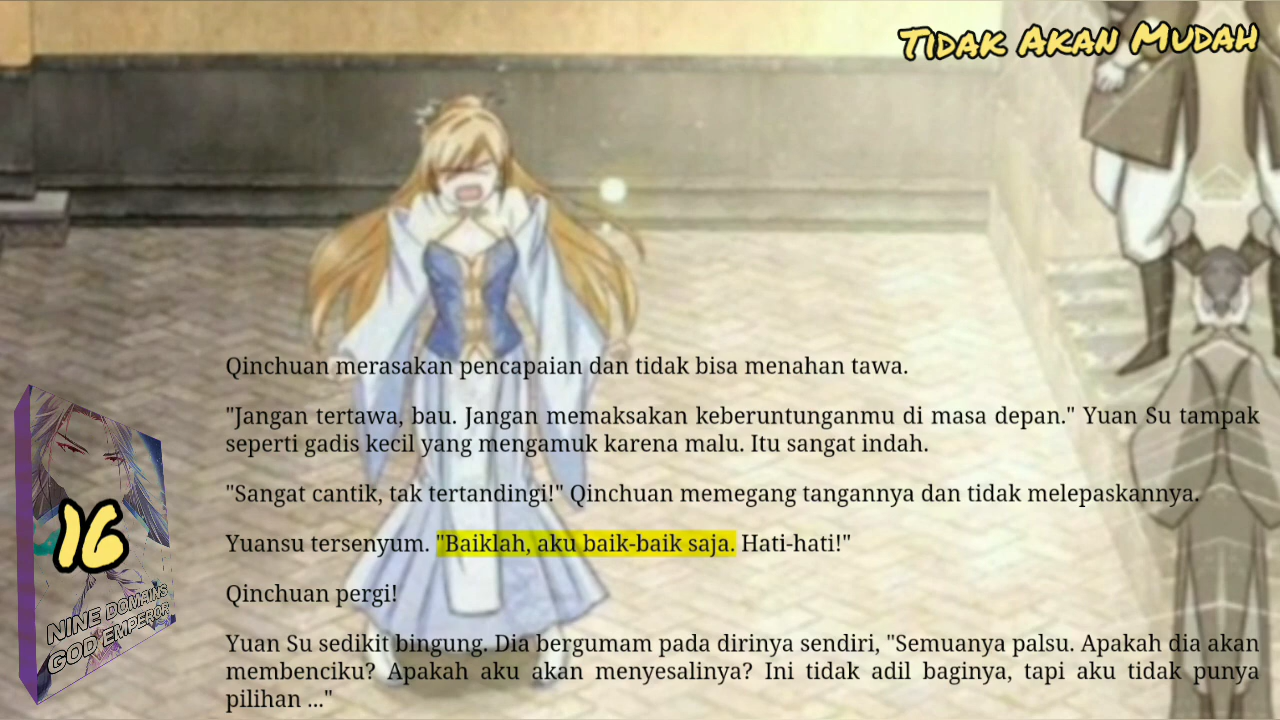 Tidak Akan Mudah
Qinchuan merasakan pencapaian dan tidak bisa menahan tawa.
"Jangan tertawa, bau. Jangan memaksakan keberuntunganmu di masa depan." Yuan Su tampak
seperti gadis kecil yang mengamuk karena malu. Itu sangat indah.
"Sangat cantik, tak tertandingi!" Qinchuan memegang tangannya dan tidak melepaskannya.
Yuansu tersenyum. "Baiklah, aku baik-baik saja. Hati-hati!"
Qinchuan pergi!
Yuan Su sedikit bingung. Dia bergumam pada dirinya sendiri, "Semuanya palsu. Apakah dia akan
membenciku? Apakah aku akan menyesalinya? Ini tidak adil baginya, tapi aku tidak punya
pilihan ..."
16
NINE DOMAINS
GOD EMPEROR